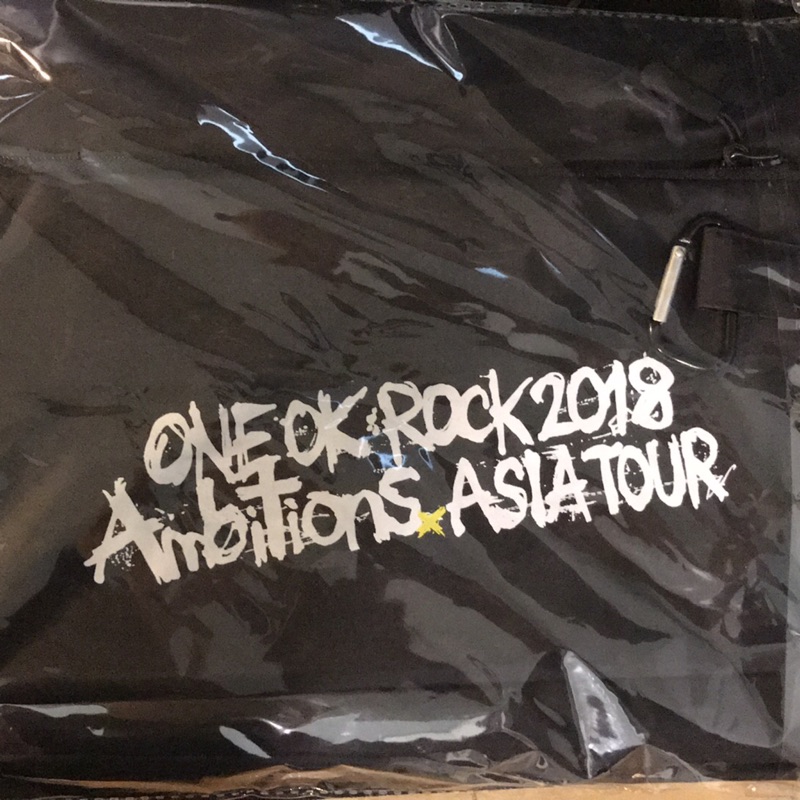 ONE OK ROCK 2018
AmbiTions x ASIA TOUR